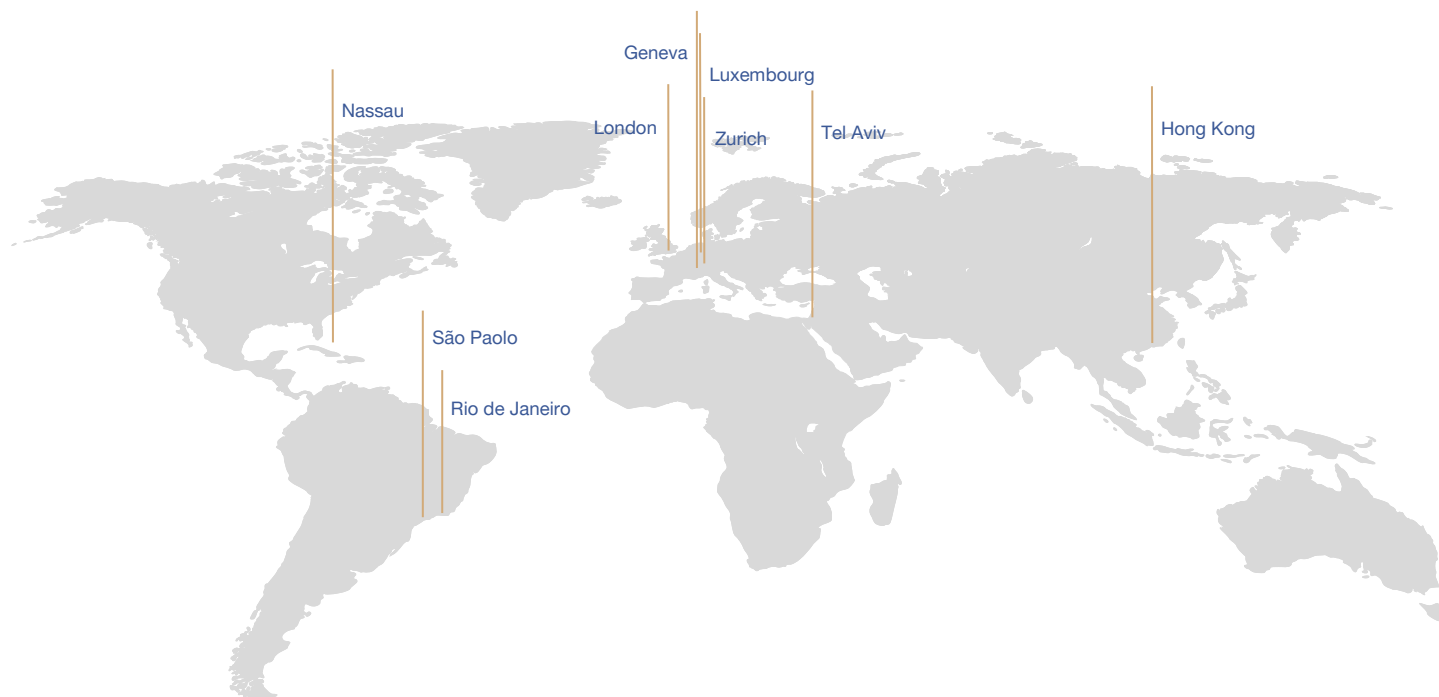 Geneva
Luxembourg
Nassau
London
Zurich
Tel Aviv
Hong Kong
São Paolo
Rio de Janeiro